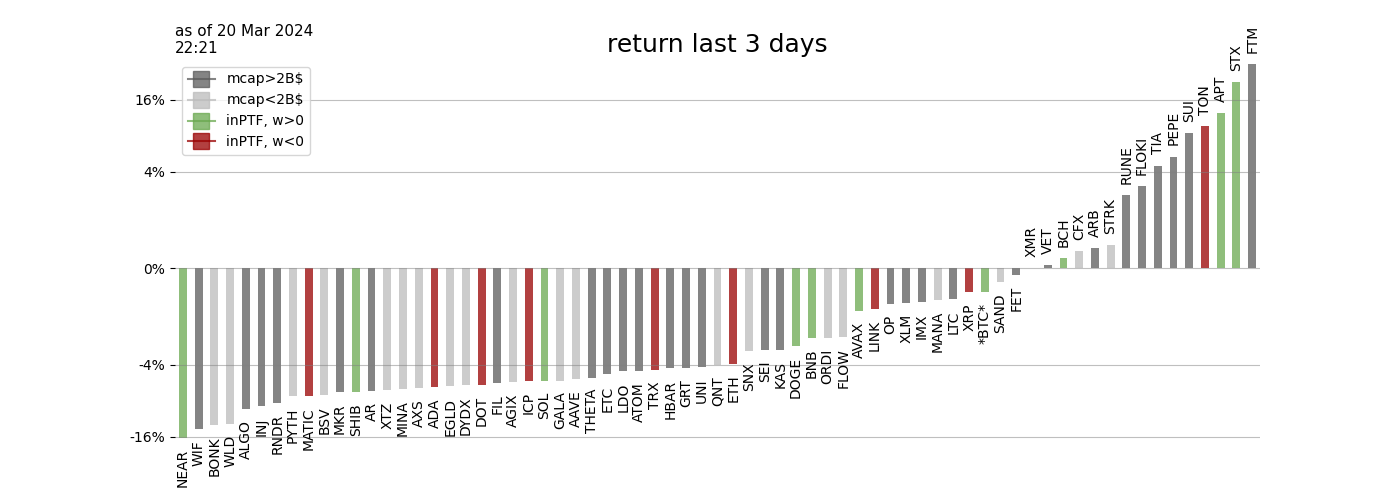 as of 20 Mar 2024
22:21
return last 3 days
mcap>2B$
mcap<2B$
inPTF, w>0
inPTF, w<0
16%
4%
0%
-4%
-16%
NEAR
WIF
BONK
WLD
ALGO
INJ
RNDR
PYTH
MATIC
BSV
MKR
SHIB
AR
XTZ
MINA
AXS
ADA
EGLD
DYDX
DOT
FIL
AGIX
ICP
SOL
GALA
AAVE
THETA
ETC
LDO
ATOM
TRX
HBAR
GRT
UNI
QNT
ETH
SNX
SEI
KAS
DOGE
BNB
ORDI
FLOW
AVAX
LINK
OP
XLM
IMX
MANA
LTC
XRP
*BTC*
SAND
FET
XMR
VET
BCH
CFX
ARB
STRK
RUNE
FLOKI
TIA
PEPE
SUI
TON
APT
STX
FTM